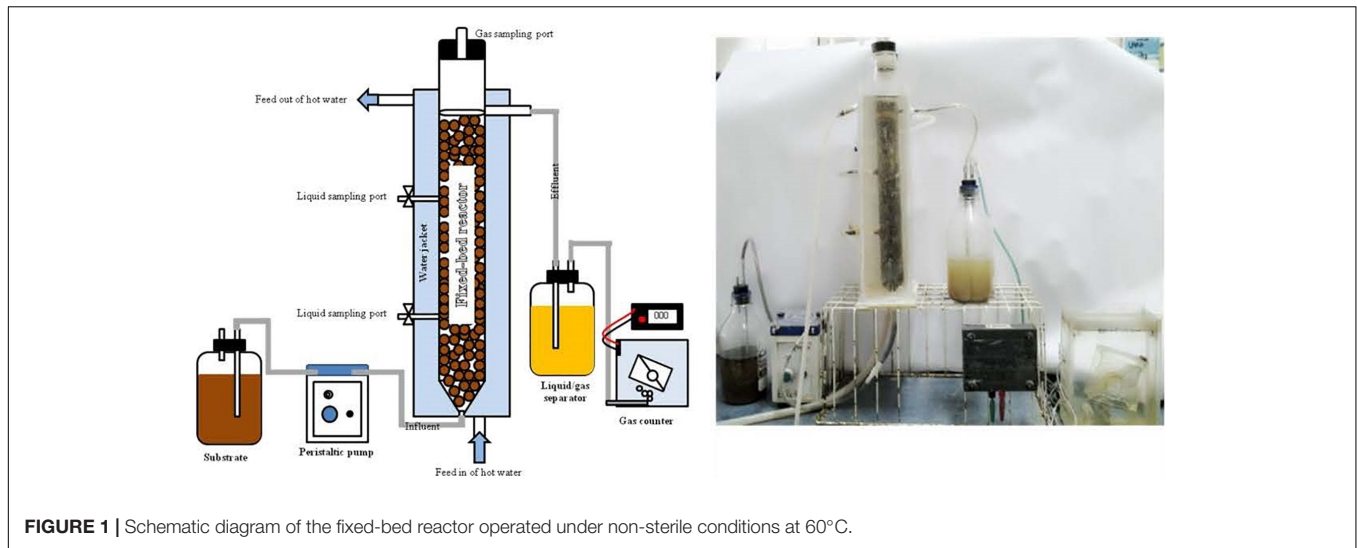 Gas sampling port
Feed out of hot water
Liquid sampling port
Water jacket
Fixed-bed reactor
Effluent
Liquid sampling port
000
Liquid/gas
separator
Gas counter
Influent
Substrate
Peristaltic pump
Feed in of hot water
FIGURE 1 | Schematic diagram of the fixed-bed reactor operated under non-sterile conditions at 60°C.